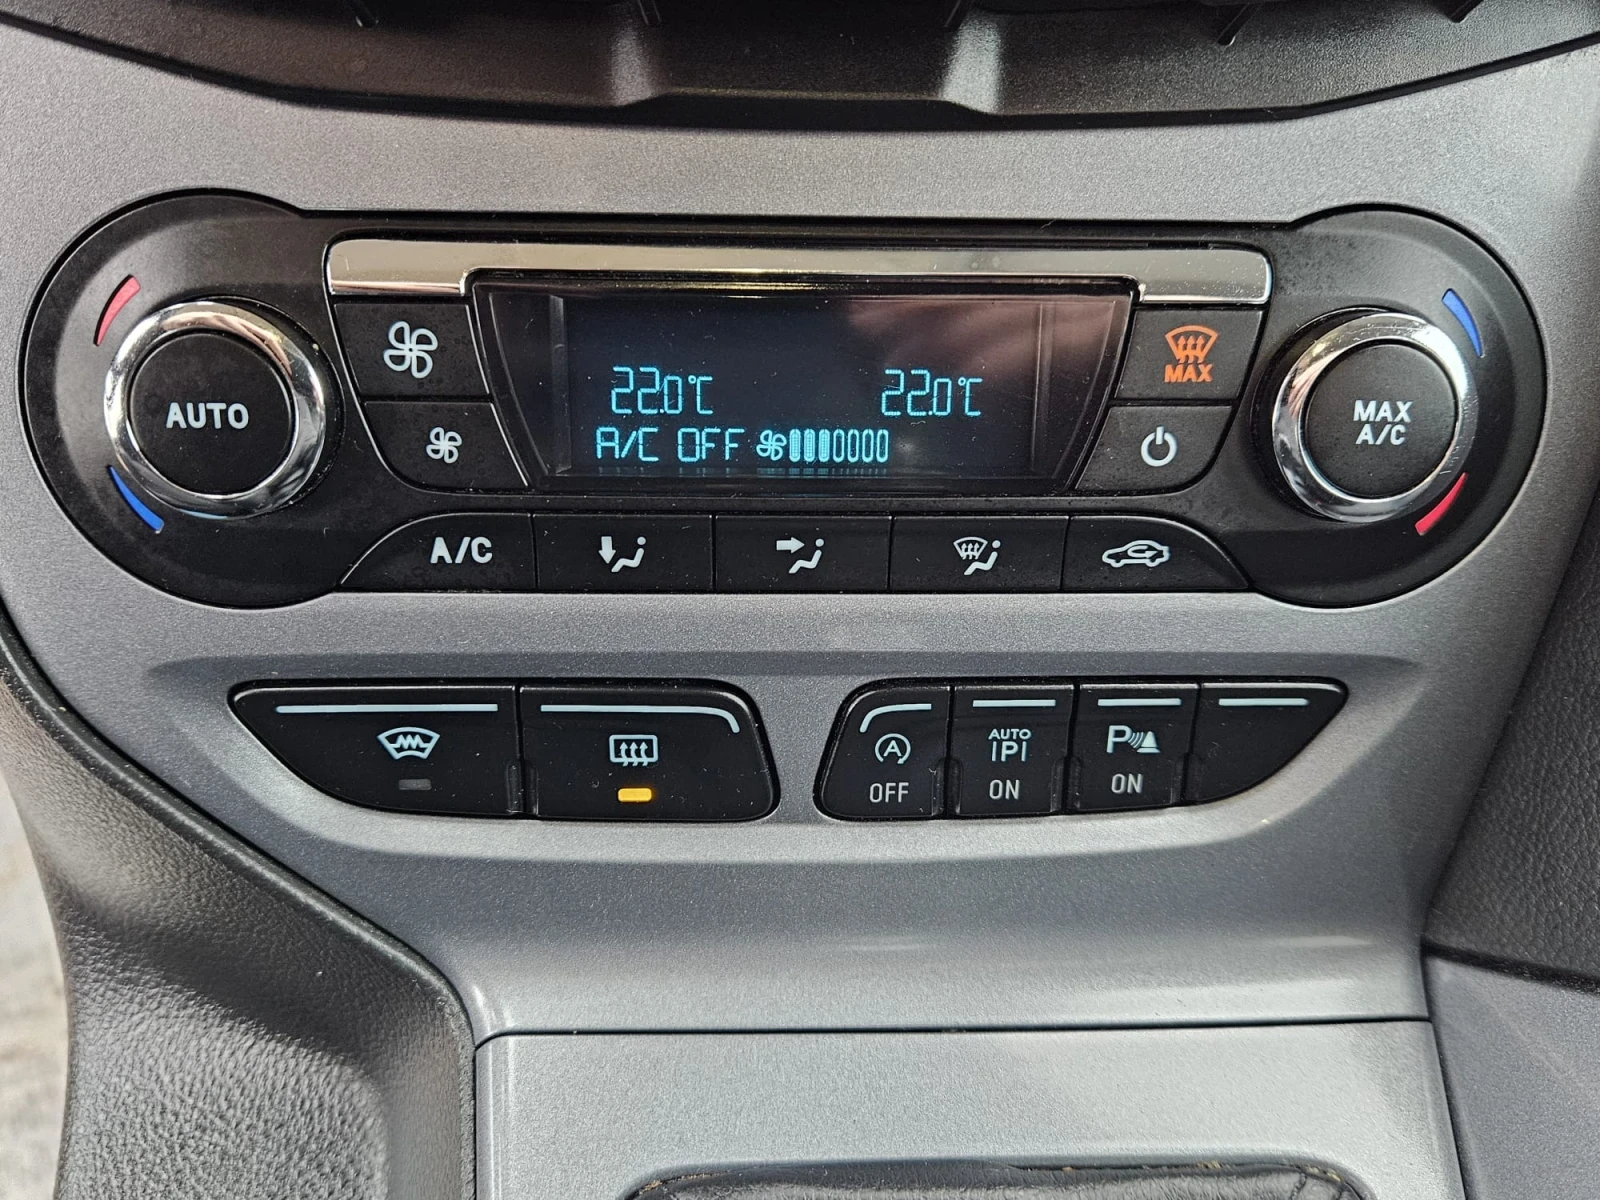 22.0°C 22.0°C
A/C OFF
AUTO
MAX
MAX
A/C
A/C
A
OFF
AUTO
P
ON
P
ON